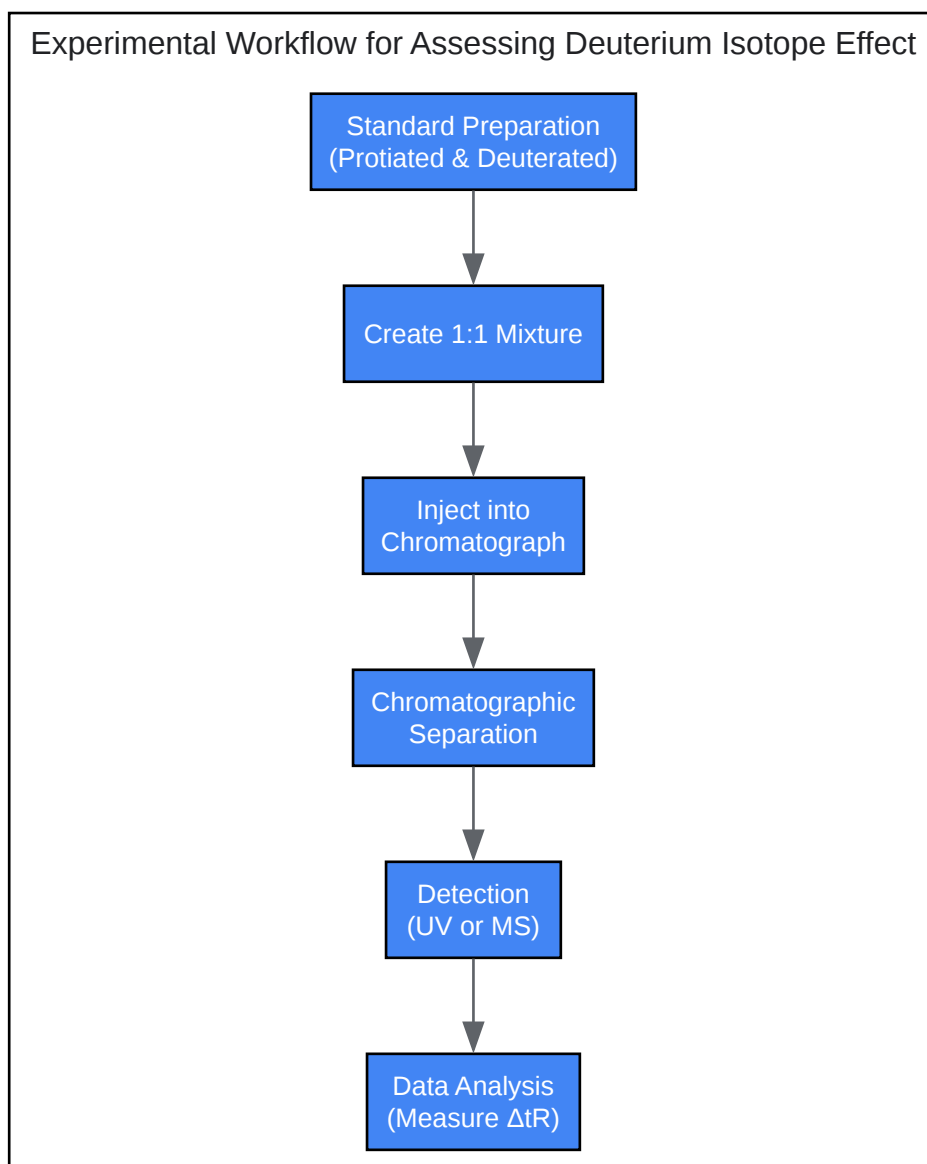 Experimental Workflow for Assessing Deuterium Isotope Effect
Standard Preparation
(Protiated & Deuterated)
Create 1:1 Mixture
Inject into
Chromatograph
Chromatographic
Separation
Detection
(UV or MS)
Data Analysis
(Measure ΔtR)